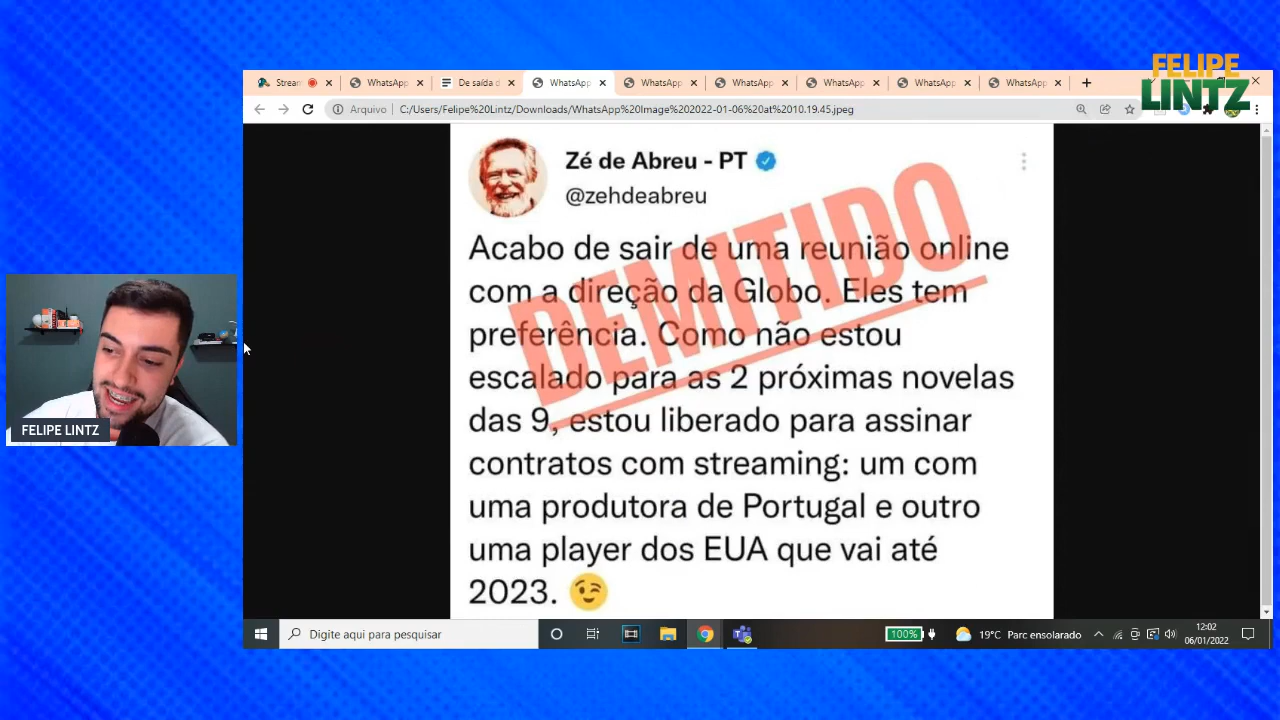 FELIPE
LINTZ
Stream
WhatsApp
De saída d
WhatsApp
WhatsApp
WhatsApp
WhatsApp
WhatsApp
WhatsApp
Arquivo C:/Users/Felipe%20Lintz/Downloads/WhatsApp%20Image%202022-01-06%20at%2010.19.45.jpeg
Zé de Abreu - PT
@zehdeabreu
DEMITIDO
Acabo de sair de uma reunião online
com a direção da Globo. Eles tem
preferência. Como não estou
escalado para as 2 próximas novelas
das 9, estou liberado para assinar
contratos com streaming: um com
uma produtora de Portugal e outro
uma player dos EUA que vai até
2023. 😉
FELIPE LINTZ
Digite aqui para pesquisar
100%
19°C Parc ensolarado
12:02
06/01/2022